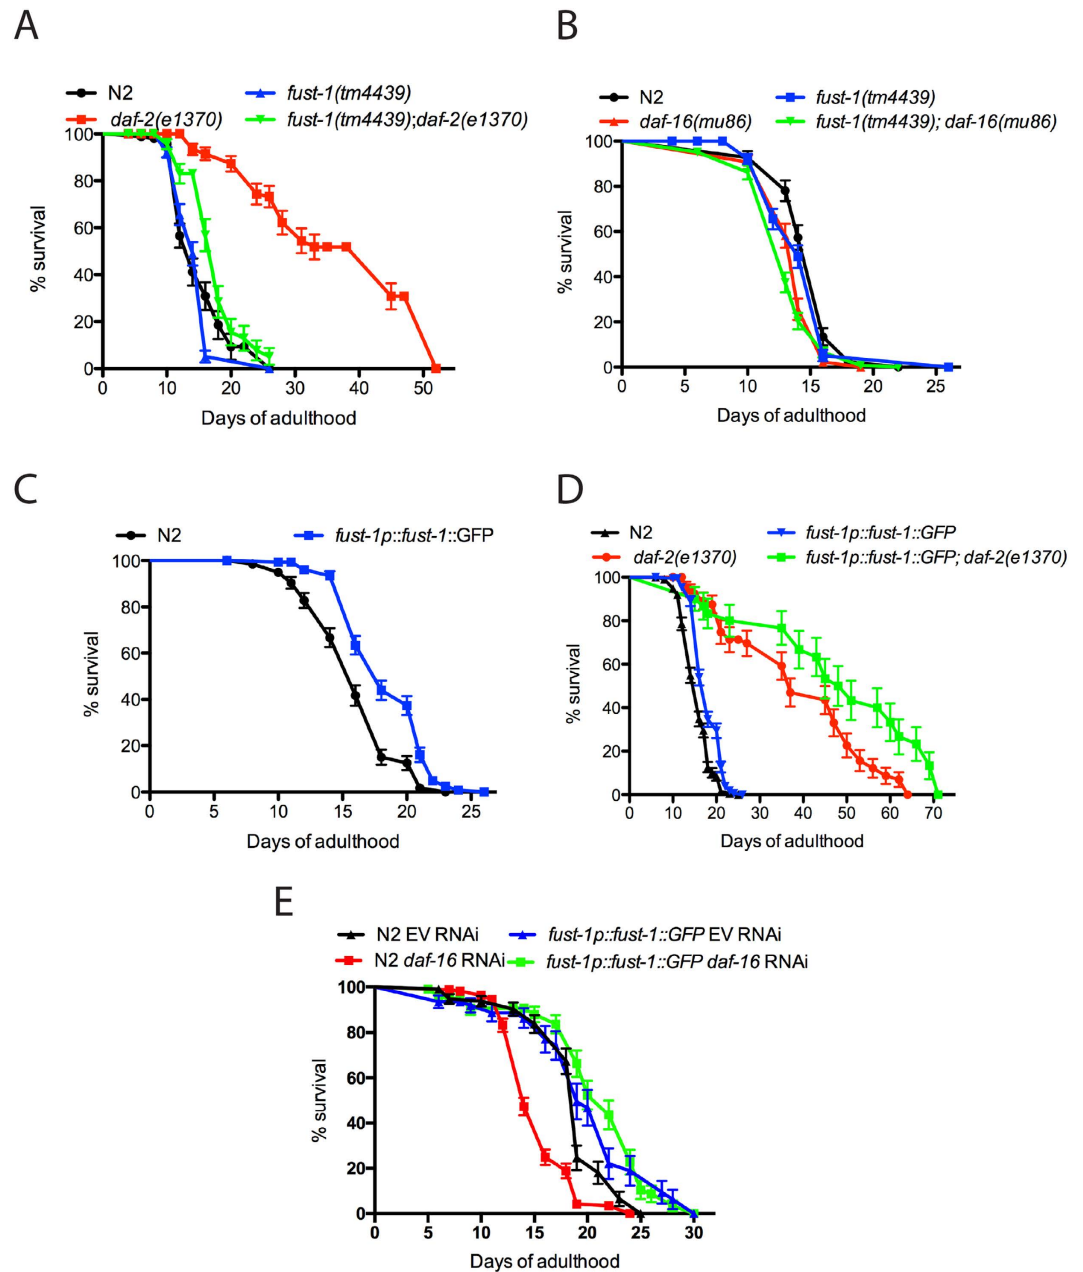 A
B
N2
fust-1(tm4439)
daf-2(e1370)
fust-1(tm4439);daf-2(e1370)
N2
fust-1(tm4439)
daf-16(mu86)
fust-1(tm4439); daf-16(mu86)
100
80
60
40
20
0
% survival
0 10 20 30 40 50
Days of adulthood
100
80
60
40
20
0
% survival
0 5 10 15 20 25
Days of adulthood
C
D
N2
fust-1p::fust-1::GFP
N2
fust-1p::fust-1::GFP
daf-2(e1370)
fust-1p::fust-1::GFP; daf-2(e1370)
100
80
60
40
20
0
% survival
0 5 10 15 20 25
Days of adulthood
100
80
60
40
20
0
% survival
0 10 20 30 40 50 60 70
Days of adulthood
E
N2 EV RNAi
fust-1p::fust-1::GFP EV RNAi
N2 daf-16 RNAi
fust-1p::fust-1::GFP daf-16 RNAi
100
80
60
40
20
0
% survival
0 5 10 15 20 25 30
Days of adulthood